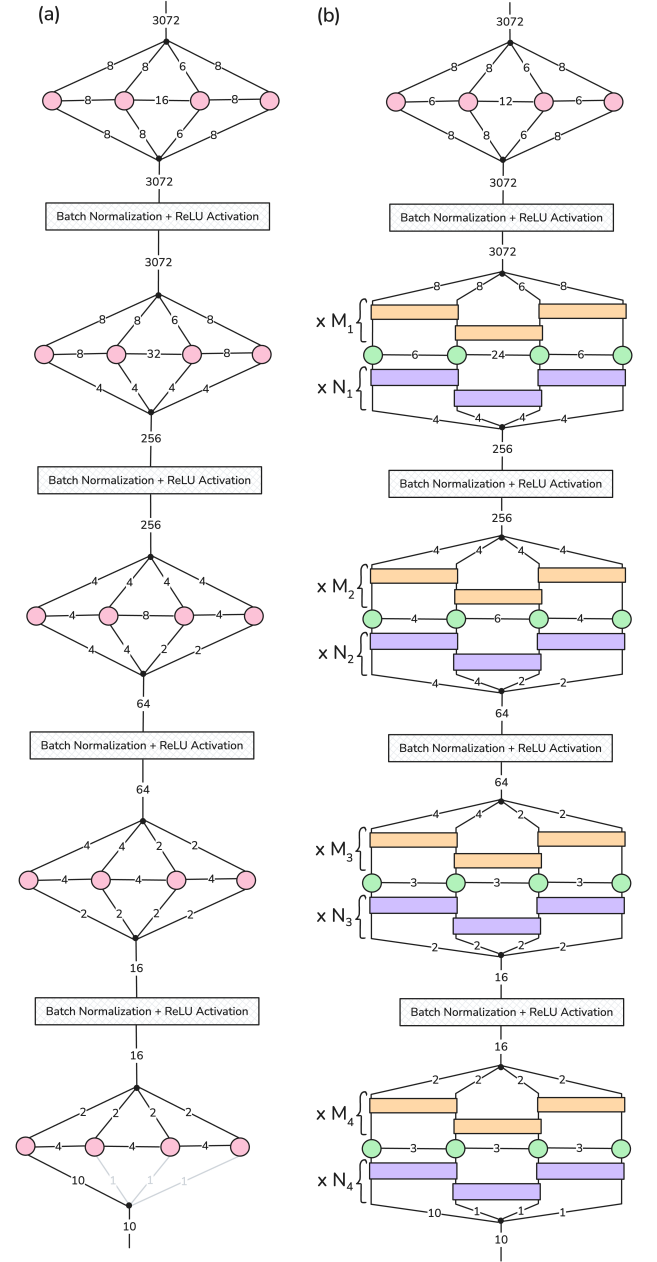 (a)
3072
8 8 6 8
8 16 8
8 8 6 8
3072
Batch Normalization + ReLU Activation
3072
8 8 6 8
8 32 8
4 4 4 4
256
Batch Normalization + ReLU Activation
256
4 4 4 4
4 8 4
4 4 2 2
64
Batch Normalization + ReLU Activation
64
4 4 2 2
4 4 4
2 2 2 2
16
Batch Normalization + ReLU Activation
16
2 2 2 2
4 4 4
10 1 1 1
10
(b)
3072
8 8 6 8
6 12 6
8 8 6 8
3072
Batch Normalization + ReLU Activation
3072
8 8 6 8
x M1
6 24 6
x N1
4 4 4 4
256
Batch Normalization + ReLU Activation
256
4 4 4 4
x M2
4 6 4
x N2
4 4 2 2
64
Batch Normalization + ReLU Activation
64
4 4 2 2
x M3
3 3 3
x N3
2 2 2 2
16
Batch Normalization + ReLU Activation
16
2 2 2 2
x M4
3 3 3
x N4
10 1 1 1
10